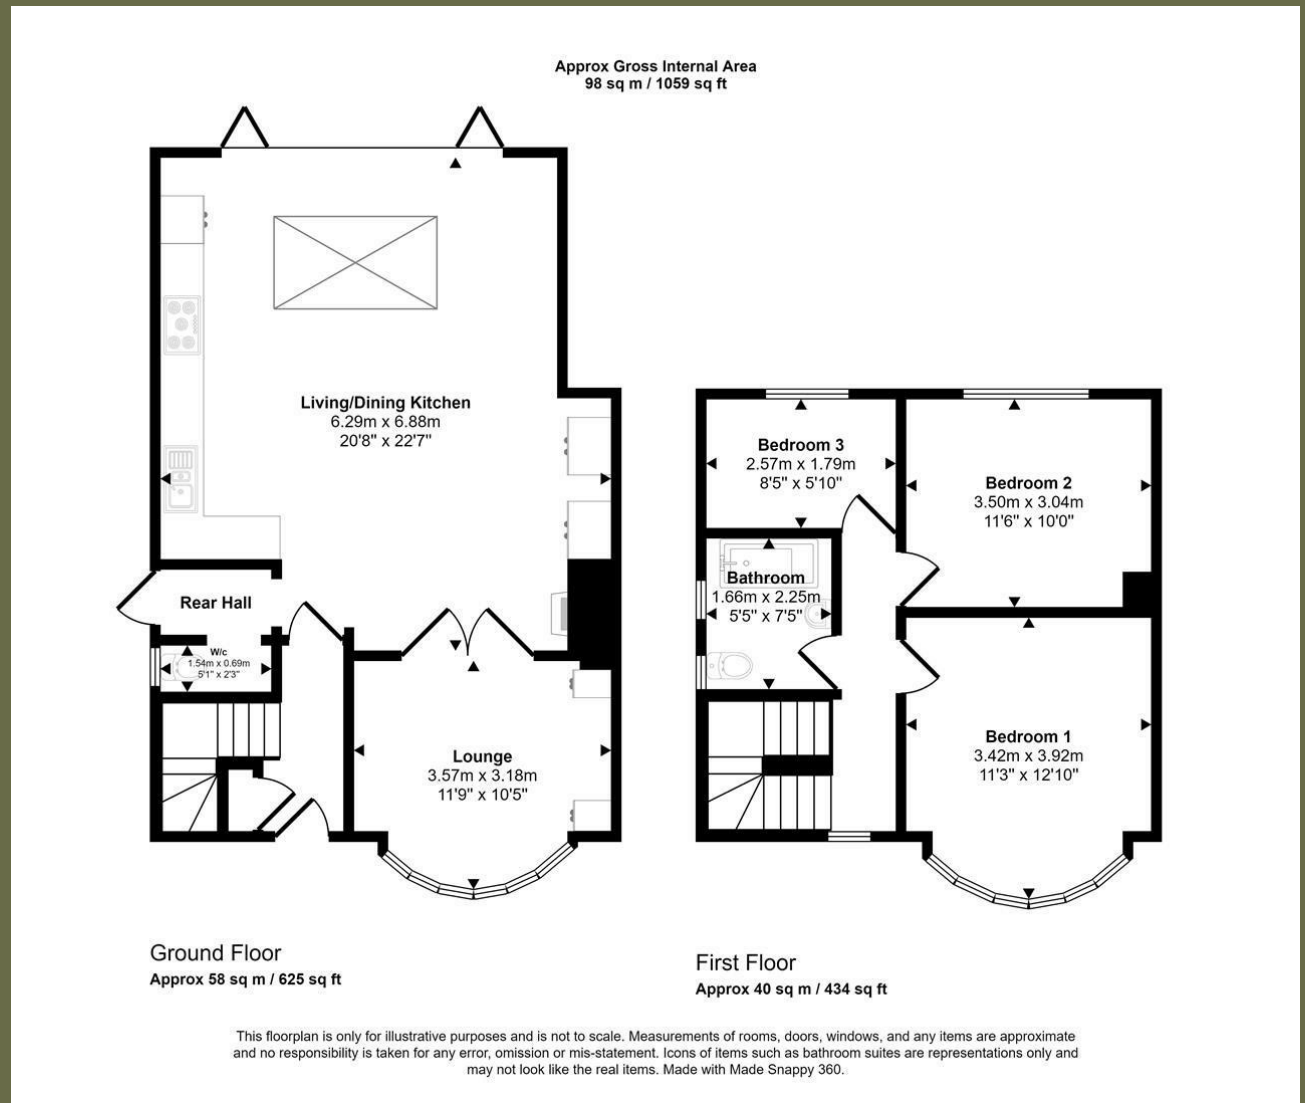 Approx Gross Internal Area
98 sq m / 1059 sq ft
Living/Dining Kitchen
6.29m x 6.88m
20'8" x 22'7"
Rear Hall
W/c
1.54m x 0.69m
5'1" x 2'3"
Lounge
3.57m x 3.18m
11'9" x 10'5"
Ground Floor
Approx 58 sq m / 625 sq ft
Bedroom 3
2.57m x 1.79m
8'5" x 5'10"
Bedroom 2
3.50m x 3.04m
11'6" x 10'0"
Bathroom
1.66m x 2.25m
5'5" x 7'5"
Bedroom 1
3.42m x 3.92m
11'3" x 12'10"
First Floor
Approx 40 sq m / 434 sq ft
This floorplan is only for illustrative purposes and is not to scale. Measurements of rooms, doors, windows, and any items are approximate
and no responsibility is taken for any error, omission or mis-statement. Icons of items such as bathroom suites are representations only and
may not look like the real items. Made with Made Snappy 360.